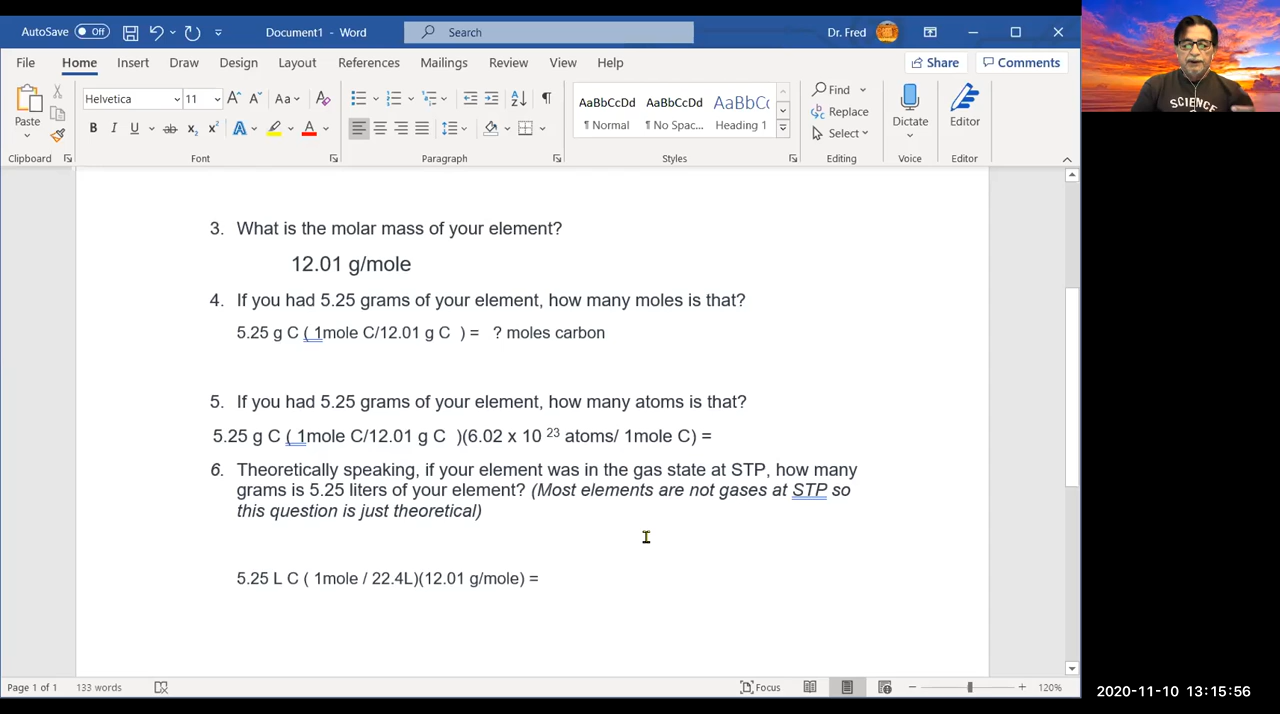 AutoSave Off Document1 - Word Search Dr. Fred
File Home Insert Draw Design Layout References Mailings Review View Help Share Comments
Helvetica 11 A A Aa A
Paste
B I U ab x2 x2 A A
AaBbCcDd AaBbCcDd AaBbCc
¶ Normal ¶ No Spac... Heading 1
Find
Replace
Select
Dictate
Editor
Clipboard Font Paragraph Styles Editing Voice Editor
SCIENCE
3. What is the molar mass of your element?
12.01 g/mole
4. If you had 5.25 grams of your element, how many moles is that?
5.25 g C ( 1mole C/12.01 g C ) = ? moles carbon
5. If you had 5.25 grams of your element, how many atoms is that?
5.25 g C ( 1mole C/12.01 g C )(6.02 x 10 23 atoms/ 1mole C) =
6. Theoretically speaking, if your element was in the gas state at STP, how many
grams is 5.25 liters of your element? (Most elements are not gases at STP so
this question is just theoretical)
5.25 L C ( 1mole / 22.4L)(12.01 g/mole) =
Page 1 of 1 133 words Focus 120%
2020-11-10 13:15:56